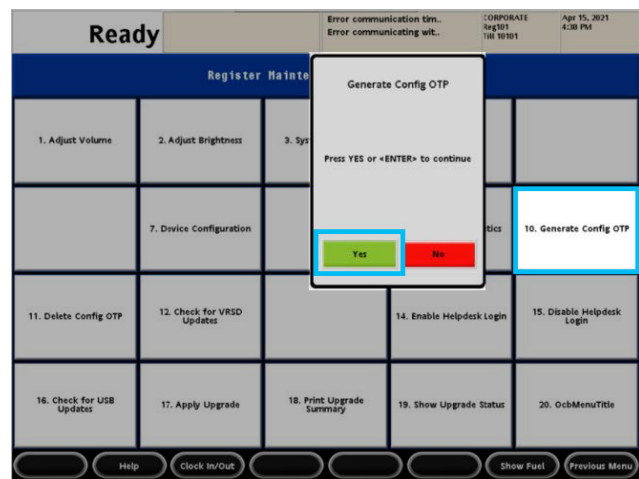 Ready
Error communication tim..
Error communicating wit..
CORPORATE
Reg101
Till 10101
Apr 15, 2021
4:38 PM
Register Mainte
Generate Config OTP
Press YES or <ENTER> to continue
Yes
No
1. Adjust Volume
2. Adjust Brightness
3. Sys
7. Device Configuration
tics
10. Generate Config OTP
11. Delete Config OTP
12. Check for VRSD
Updates
14. Enable Helpdesk Login
15. Disable Helpdesk
Login
16. Check for USB
Updates
17. Apply Upgrade
18. Print Upgrade
Summary
19. Show Upgrade Status
20. OcbMenuTitle
Help
Clock In/Out
Show Fuel
Previous Menu